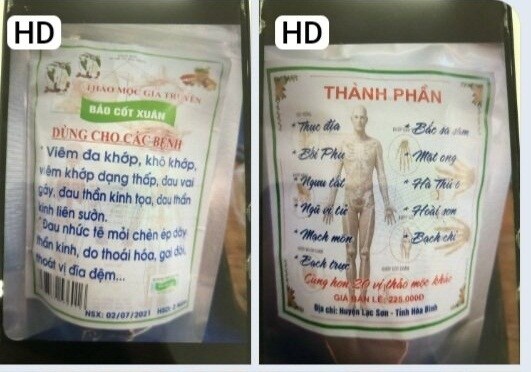 HD
THẢO MỘC GIA TRUYỀN
BẢO CỐT XUÂN
DÙNG CHO CÁC BỆNH
* Viêm đa khớp, khô khớp,
viêm khớp dạng thấp, đau vai
gáy, đau thần kinh tọa, đau thần
kinh liên sườn.
* Đau nhức tê mỏi chèn ép dây
thần kinh, do thoái hóa, gai đôi,
thoát vị đĩa đệm...
NSX: 02/07/2021 HSD:
HD
THÀNH PHẦN
* Thục địa
* Bắc sa sâm
* Bồi Phụ
* Mật ong
* Ngưu tất
* Hà Thủ ô
* Ngũ vị tử
* Hoài sơn
* Mạch môn
* Bạch chỉ
* Bạch truc
Cùng hơn 20 vị thảo mộc khác
GIÁ BÁN LẺ: 225.000Đ
Địa chỉ: Huyện Lạc Sơn - Tỉnh Hòa Bình